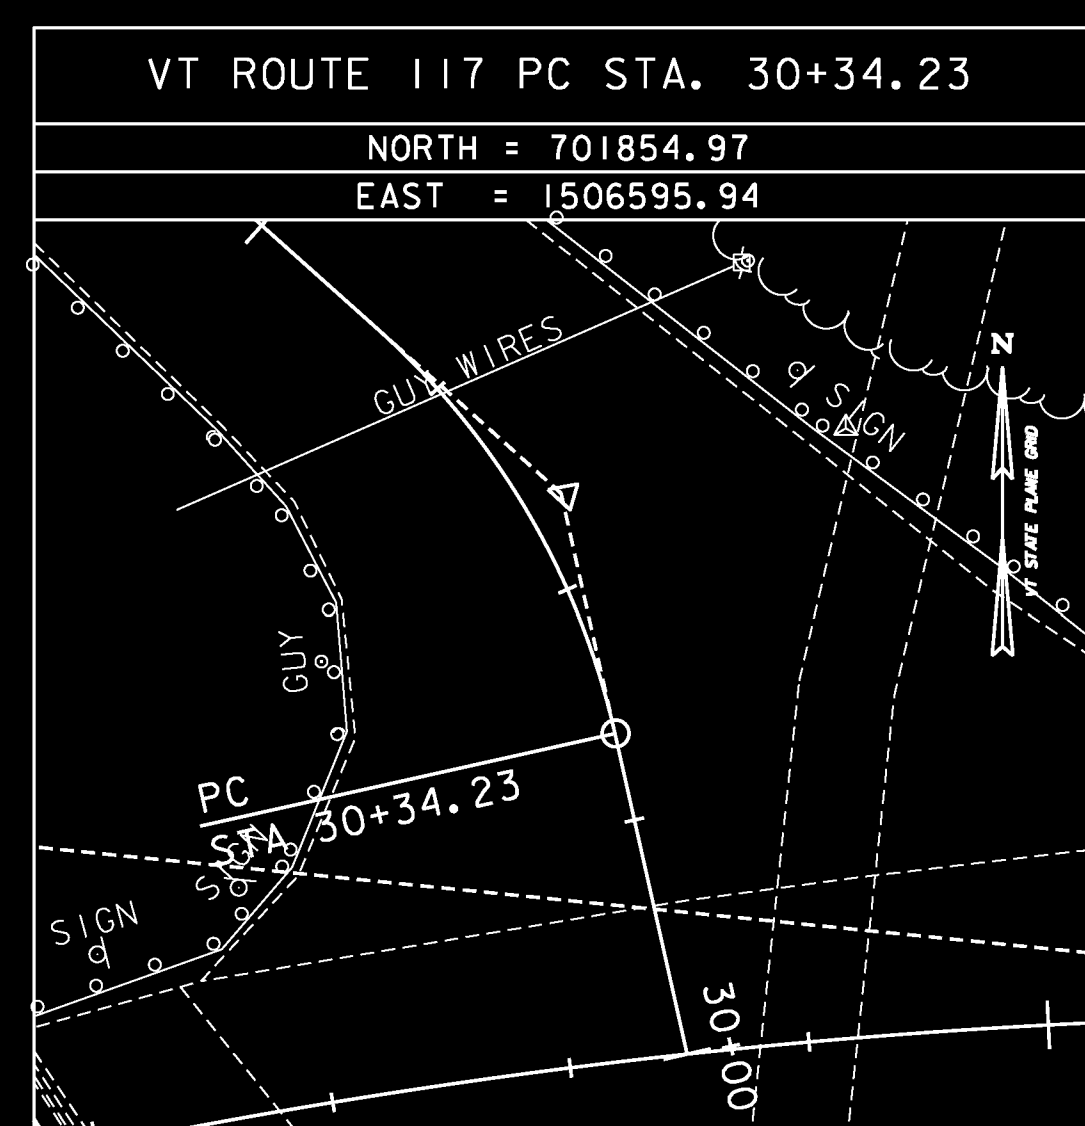 VT ROUTE 117 PC STA. 30+34.23
NORTH = 701854.97
EAST = 1506595.94
GUY WIRES
SIGN
N
VT STATE PLANE GRID
GUY
PC
STA 30+34.23
SIGN
SIGN
30+00